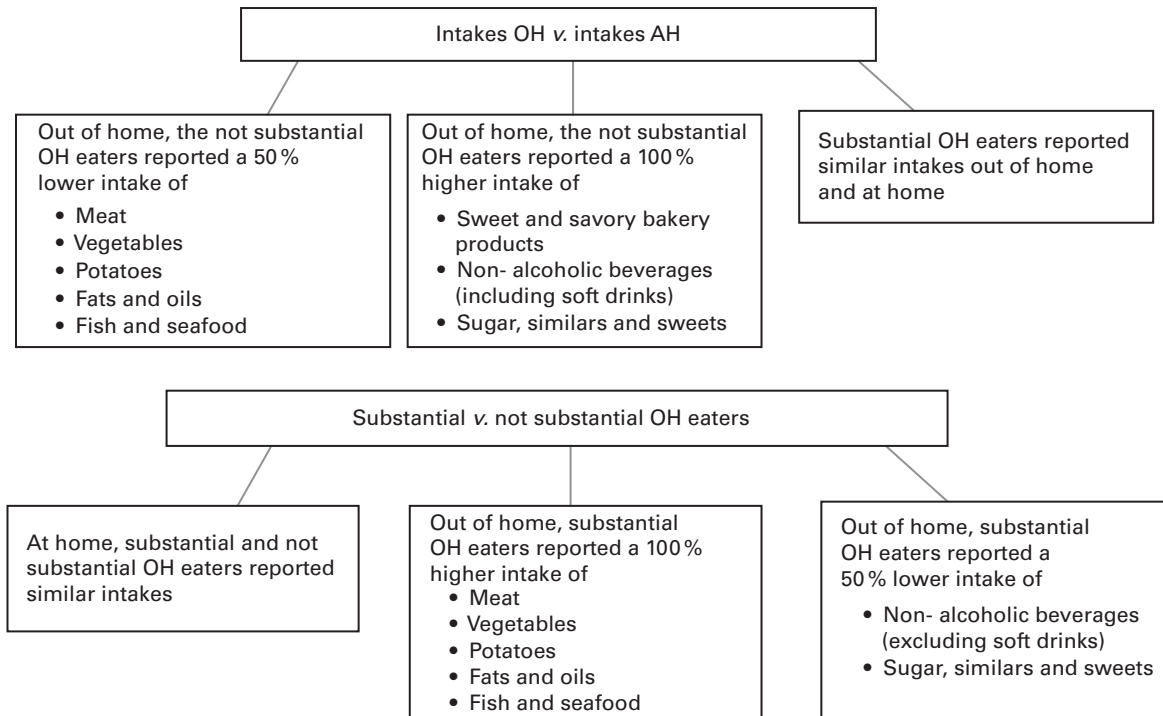 Intakes OH v. intakes AH
Out of home, the not substantial
OH eaters reported a 50 %
lower intake of
• Meat
• Vegetables
• Potatoes
• Fats and oils
• Fish and seafood
Out of home, the not substantial
OH eaters reported a 100 %
higher intake of
• Sweet and savory bakery
products
• Non- alcoholic beverages
(including soft drinks)
• Sugar, similars and sweets
Substantial OH eaters reported
similar intakes out of home
and at home
Substantial v. not substantial OH eaters
At home, substantial and not
substantial OH eaters reported
similar intakes
Out of home, substantial
OH eaters reported a 100 %
higher intake of
• Meat
• Vegetables
• Potatoes
• Fats and oils
• Fish and seafood
Out of home, substantial
OH eaters reported a
50 % lower intake of
• Non- alcoholic beverages
(excluding soft drinks)
• Sugar, similars and sweets